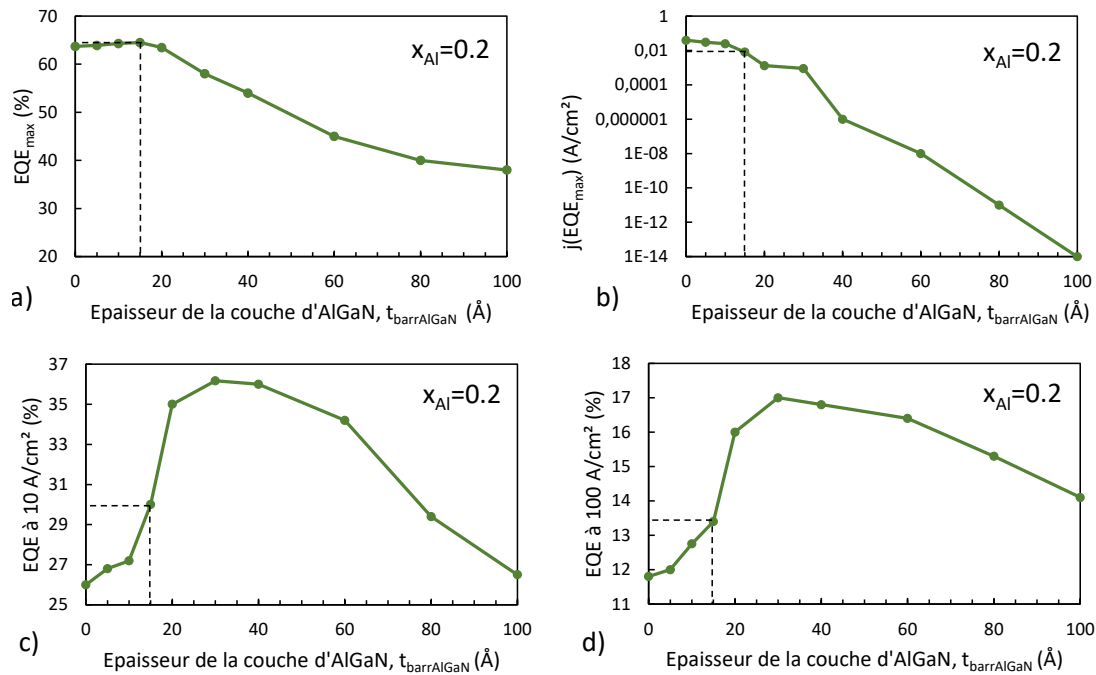 70
60
50
40
30
20
EQEmax (%)
xAl=0.2
0 20 40 60 80 100
a)
Epaisseur de la couche d'AlGaN, tbarrAlGaN (Å)
1
0,01
0,0001
0,000001
1E-08
1E-10
1E-12
1E-14
j(EQEmax) (A/cm²)
xAl=0.2
0 20 40 60 80 100
b)
Epaisseur de la couche d'AlGaN, tbarrAlGaN (Å)
37
35
33
31
29
27
25
EQE à 10 A/cm² (%)
xAl=0.2
0 20 40 60 80 100
c)
Epaisseur de la couche d'AlGaN, tbarrAlGaN (Å)
18
17
16
15
14
13
12
11
EQE à 100 A/cm² (%)
xAl=0.2
0 20 40 60 80 100
d)
Epaisseur de la couche d'AlGaN, tbarrAlGaN (Å)